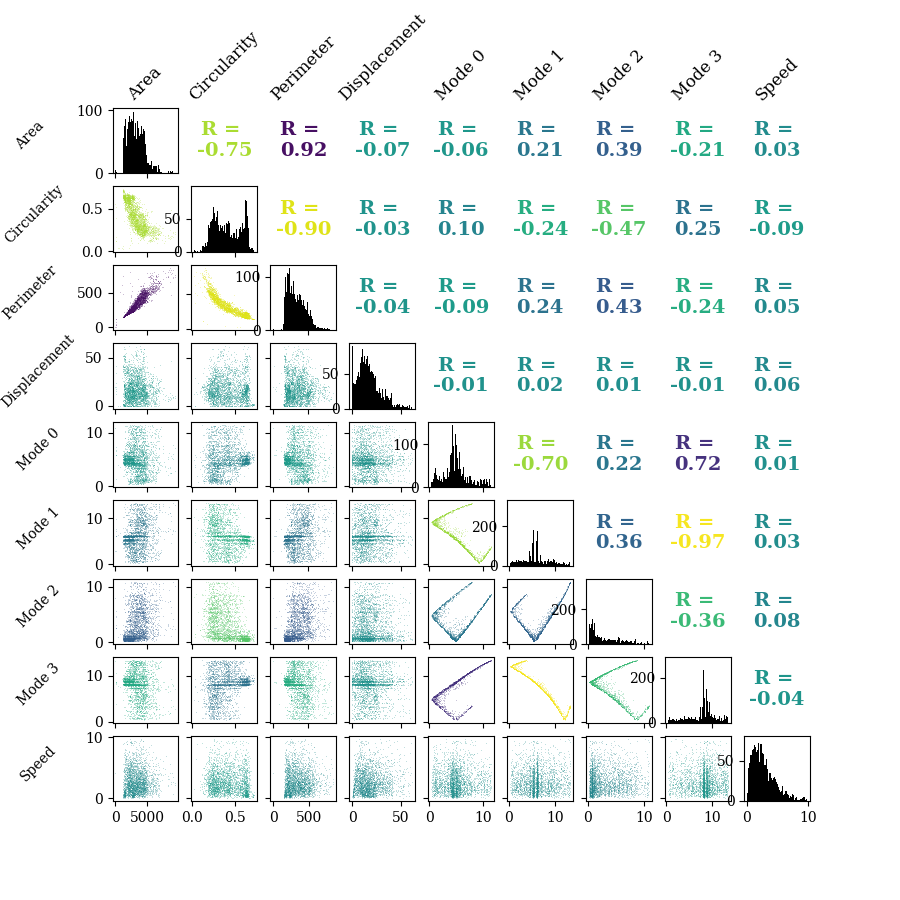 Area Circularity Perimeter Displacement Mode 0 Mode 1 Mode 2 Mode 3 Speed
Area
100
0
R = -0.75
R = 0.92
R = -0.07
R = -0.06
R = 0.21
R = 0.39
R = -0.21
R = 0.03
Circularity
0.5
0.0
50
0
R = -0.90
R = -0.03
R = 0.10
R = -0.24
R = -0.47
R = 0.25
R = -0.09
Perimeter
500
0
100
0
R = -0.04
R = -0.09
R = 0.24
R = 0.43
R = -0.24
R = 0.05
Displacement
50
0
50
0
R = -0.01
R = 0.02
R = 0.01
R = -0.01
R = 0.06
Mode 0
10
0
100
0
R = -0.70
R = 0.22
R = 0.72
R = 0.01
Mode 1
10
0
200
0
R = 0.36
R = -0.97
R = 0.03
Mode 2
10
0
200
0
R = -0.36
R = 0.08
Mode 3
10
0
200
0
R = -0.04
Speed
10
0
50
0
0 5000 0.0 0.5 0 500 0 50 0 10 0 10 0 10 0 10 0 10